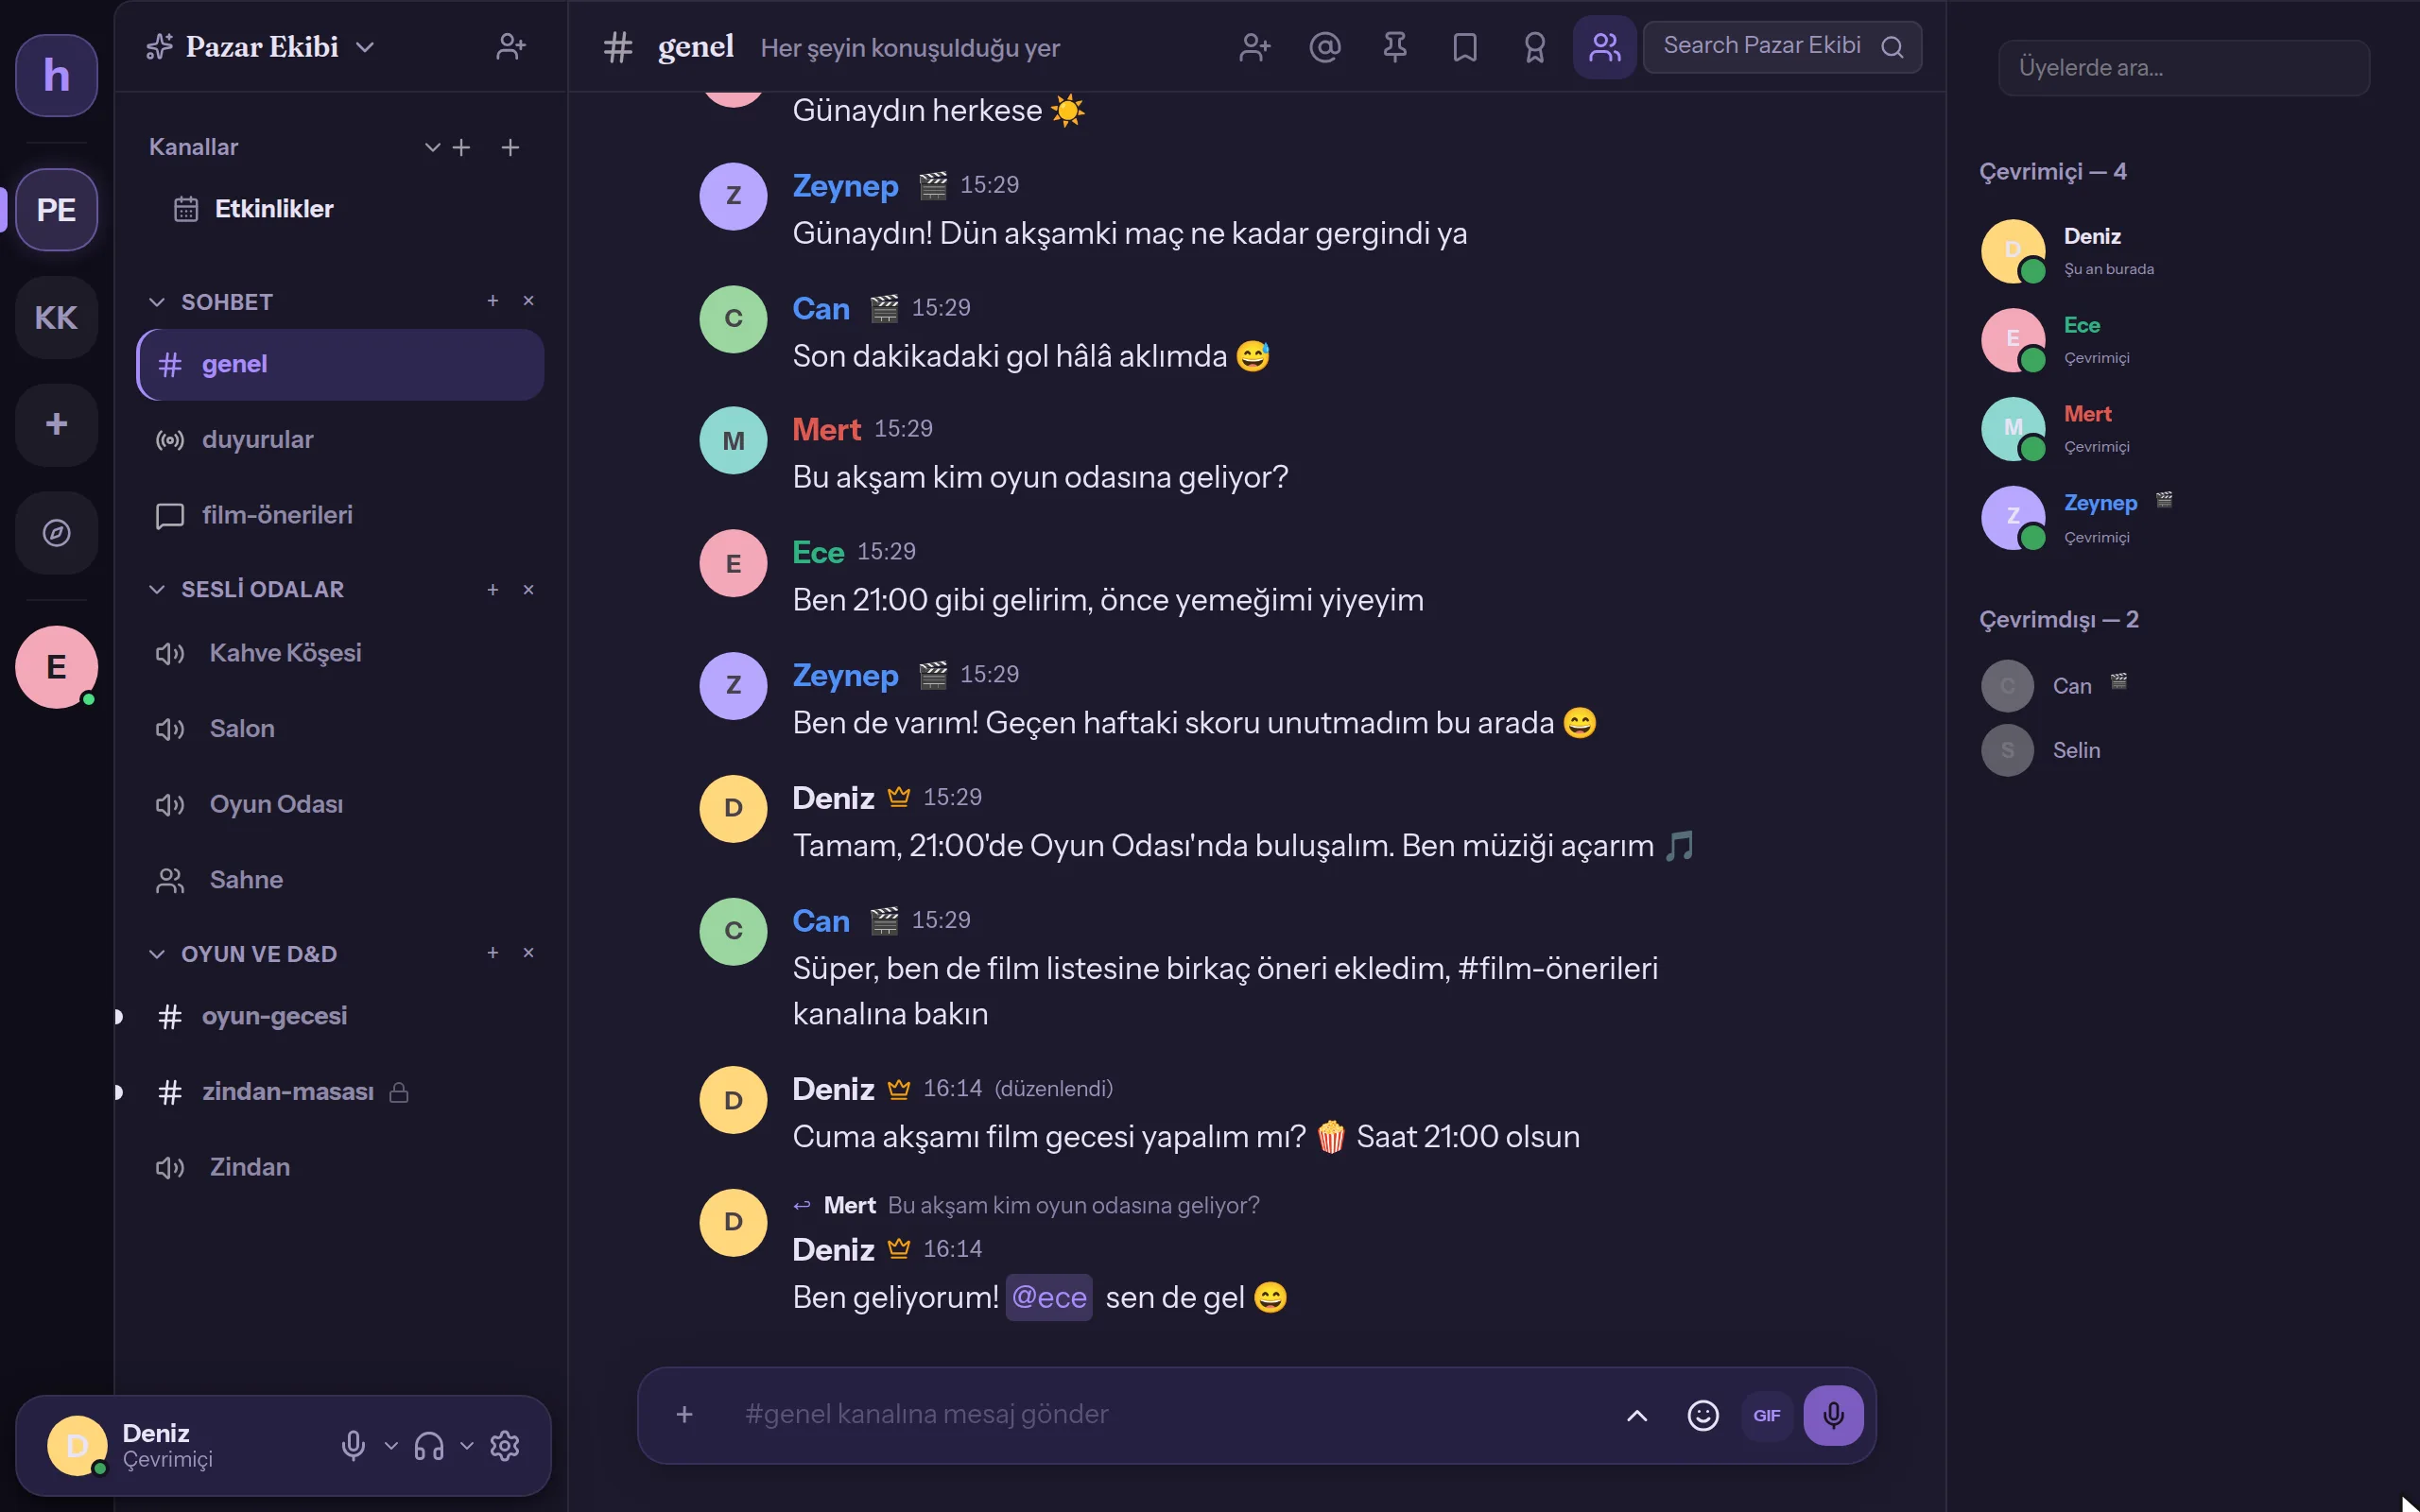 h
PE
KK
E
Pazar Ekibi
Kanallar
Etkinlikler
SOHBET
genel
duyurular
film-önerileri
SESLİ ODALAR
Kahve Köşesi
Salon
Oyun Odası
Sahne
OYUN VE D&D
# oyun-gecesi
# zindan-masası
Zindan
D
Deniz
Çevrimiçi
# genel Her şeyin konuşulduğu yer
Search Pazar Ekibi
Günaydın herkese ☀️
Z
Zeynep 🎬 15:29
Günaydın! Dün akşamki maç ne kadar gergindi ya
C
Can 🎬 15:29
Son dakikadaki gol hâlâ aklımda 😅
M
Mert 15:29
Bu akşam kim oyun odasına geliyor?
E
Ece 15:29
Ben 21:00 gibi gelirim, önce yemeğimi yiyeyim
Z
Zeynep 🎬 15:29
Ben de varım! Geçen haftaki skoru unutmadım bu arada 😄
D
Deniz 15:29
Tamam, 21:00'de Oyun Odası'nda buluşalım. Ben müziği açarım 🎵
C
Can 🎬 15:29
Süper, ben de film listesine birkaç öneri ekledim, #film-önerileri
kanalına bakın
D
Deniz 16:14 (düzenlendi)
Cuma akşamı film gecesi yapalım mı? 🍿 Saat 21:00 olsun
D
Mert Bu akşam kim oyun odasına geliyor?
Deniz 16:14
Ben geliyorum! @ece sen de gel 😄
#genel kanalına mesaj gönder
GIF
Üyelerde ara...
Çevrimiçi — 4
D
Deniz
Şu an burada
E
Ece
Çevrimiçi
M
Mert
Çevrimiçi
Z
Zeynep 🎬
Çevrimiçi
Çevrimdışı — 2
C
Can 🎬
S
Selin